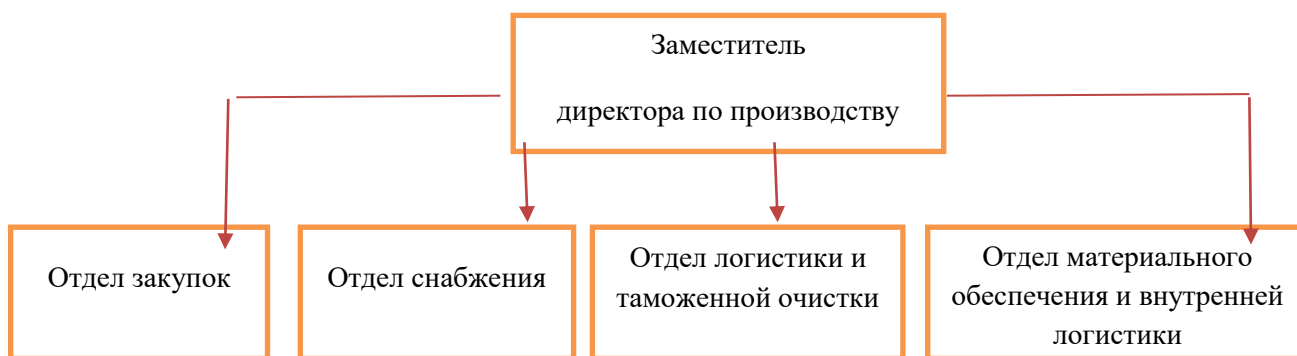 Заместитель
директора по производству
Отдел закупок
Отдел снабжения
Отдел логистики и
таможенной очистки
Отдел материального
обеспечения и внутренней
логистики